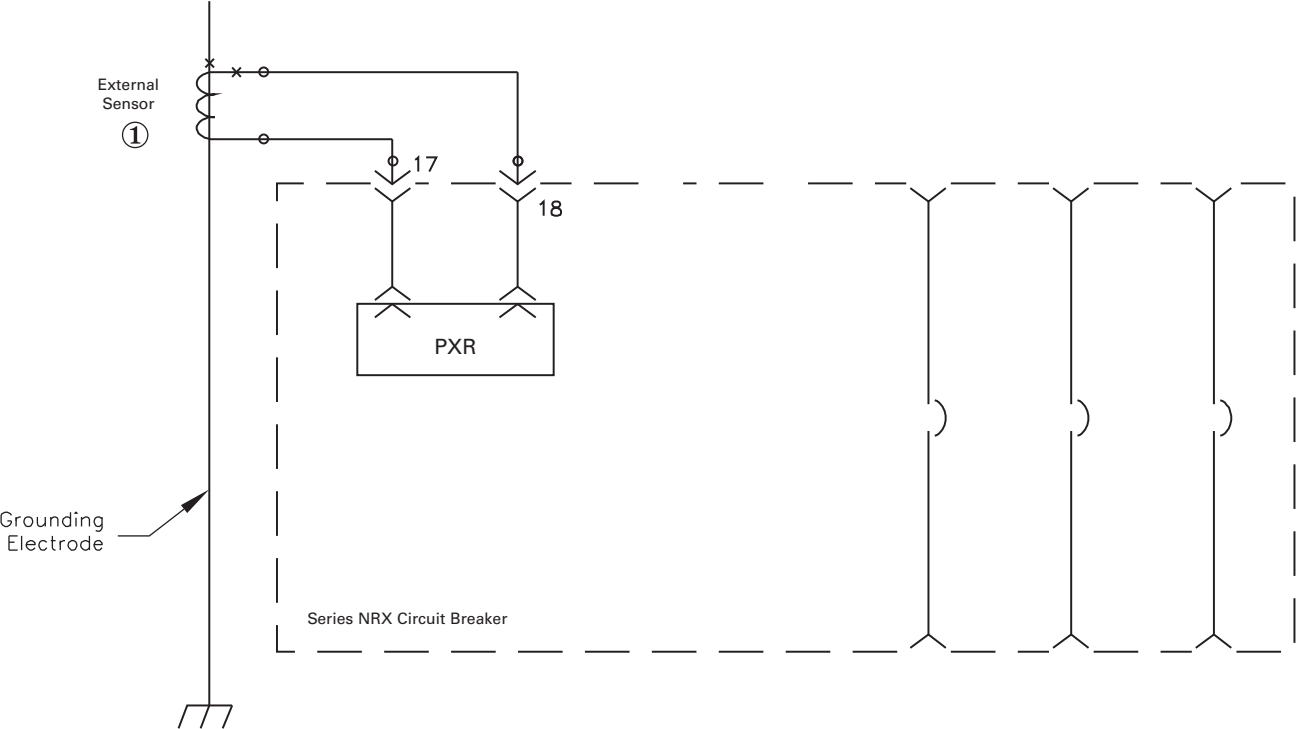 External
Sensor
①
17
18
PXR
Grounding
Electrode
Series NRX Circuit Breaker